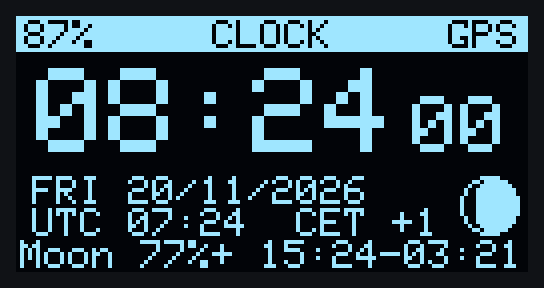 87% CLOCK GPS
08:24 00
FRI 20/11/2026
UTC 07:24 CET +1
Moon 77%+ 15:24-03:21